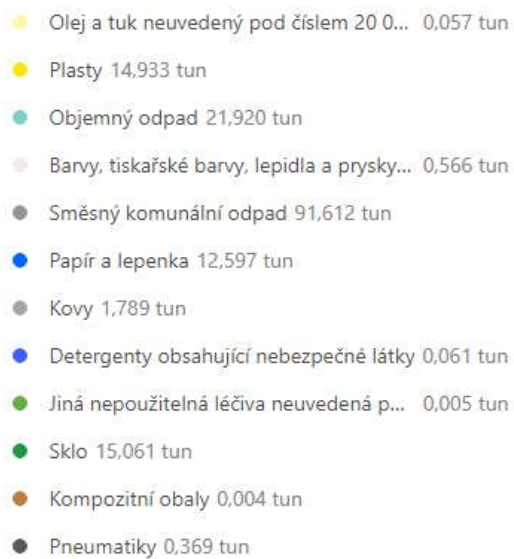 Olej a tuk neuvedený pod číslem 20 0... 0,057 tun
Plasty 14,933 tun
Objemný odpad 21,920 tun
Barvy, tiskařské barvy, lepidla a prysky... 0,566 tun
Směsný komunální odpad 91,612 tun
Papír a lepenka 12,597 tun
Kovy 1,789 tun
Detergenty obsahující nebezpečné látky 0,061 tun
Jiná nepoužitelná léčiva neuvedená p... 0,005 tun
Sklo 15,061 tun
Kompozitní obaly 0,004 tun
Pneumatiky 0,369 tun